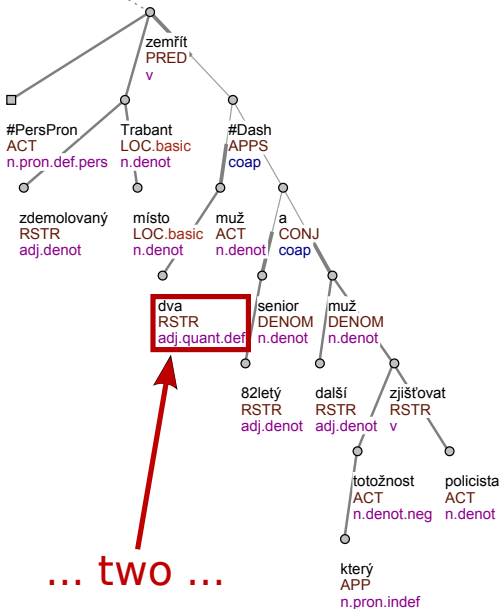 zemřít
PRED
v
#PersPron
ACT
n.pron.def.pers
Trabant
LOC.basic
n.denot
#Dash
APPS
coap
zdemolovaný
RSTR
adj.denot
místo
LOC.basic
n.denot
muž
ACT
n.denot
a
CONJ
coap
dva
RSTR
adj.quant.def
senior
DENOM
n.denot
muž
DENOM
n.denot
82letý
RSTR
adj.denot
další
RSTR
adj.denot
zjišťovat
RSTR
v
totožnost
ACT
n.denot.neg
policista
ACT
n.denot
který
APP
n.pron.indef
... two ...